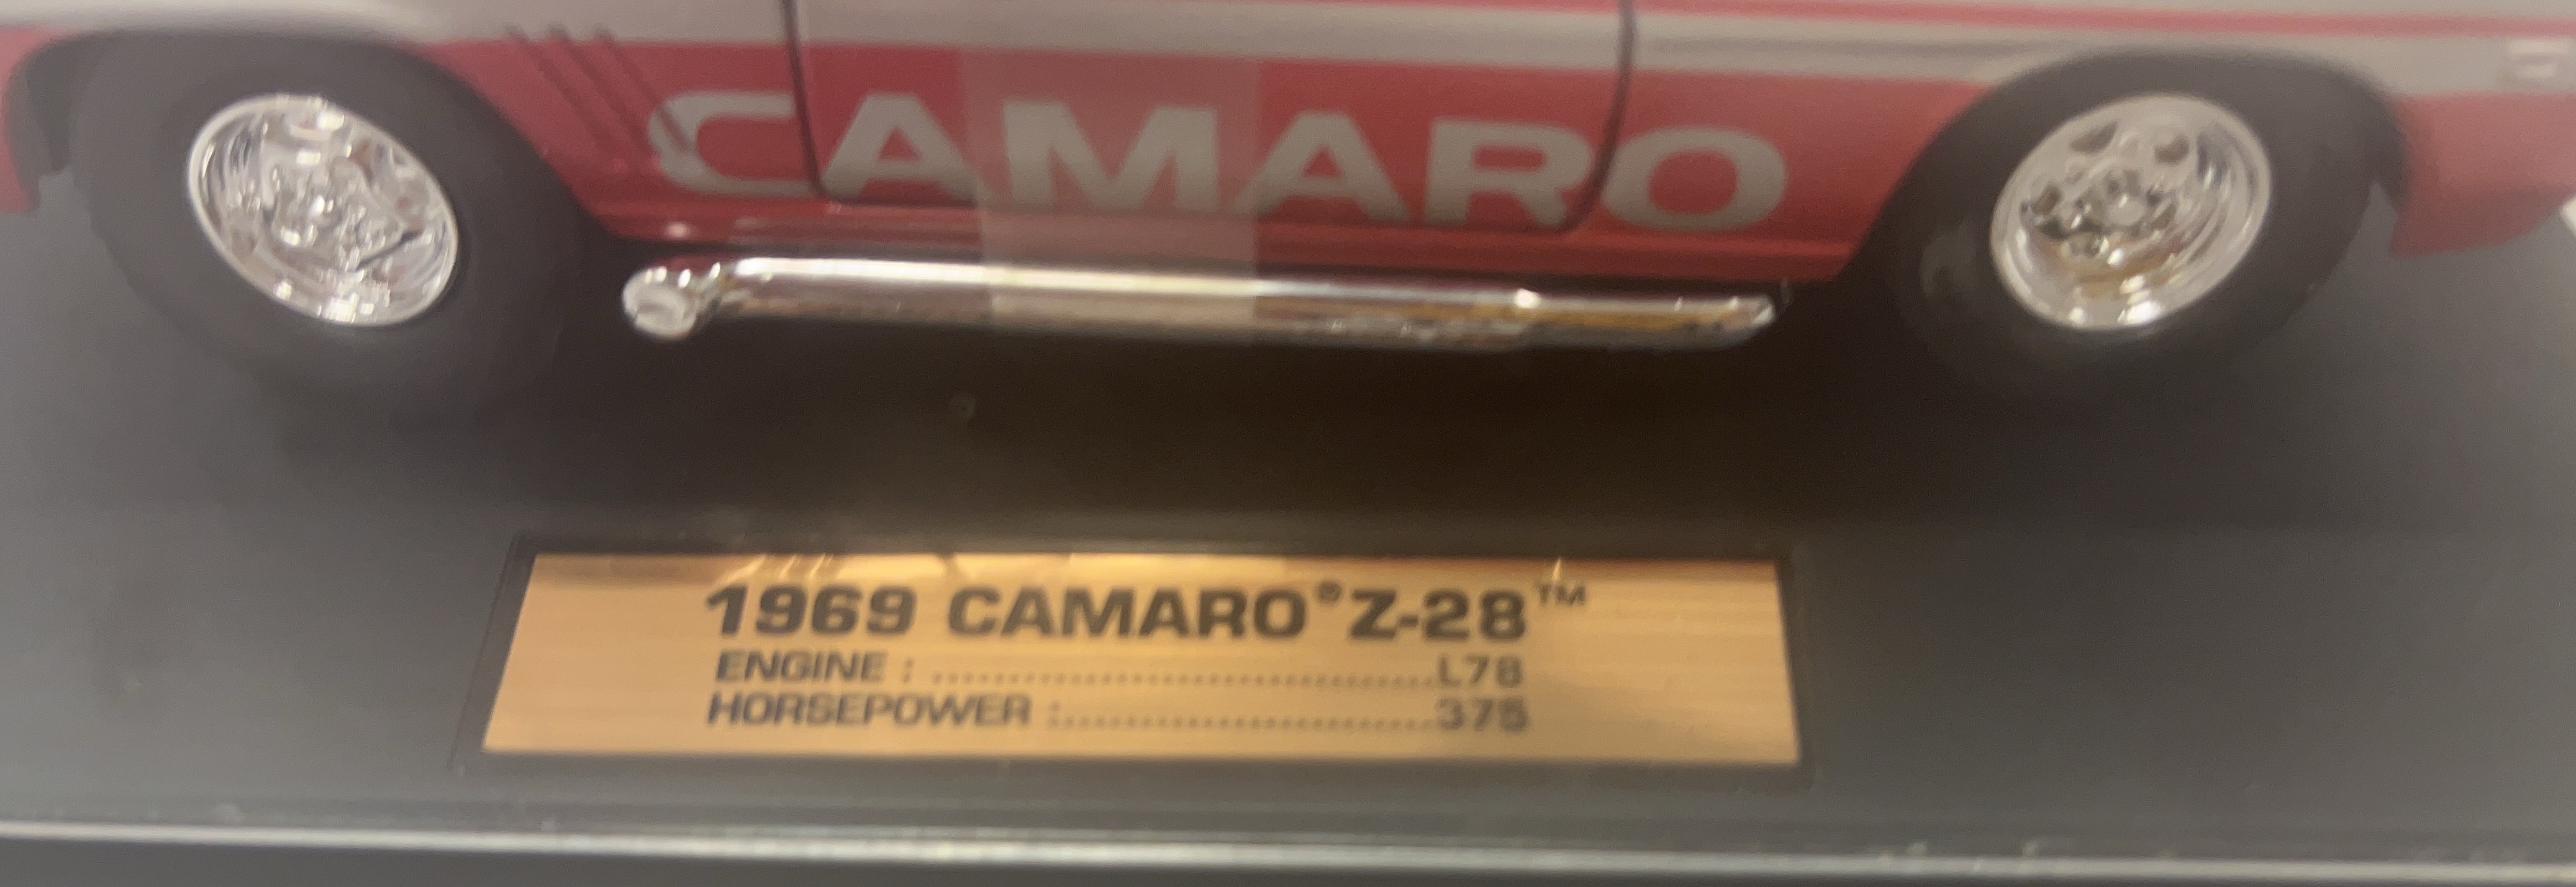 CAMARO
1969 CAMARO® Z-28™
ENGINE : ........................................L78
HORSEPOWER :..............................375